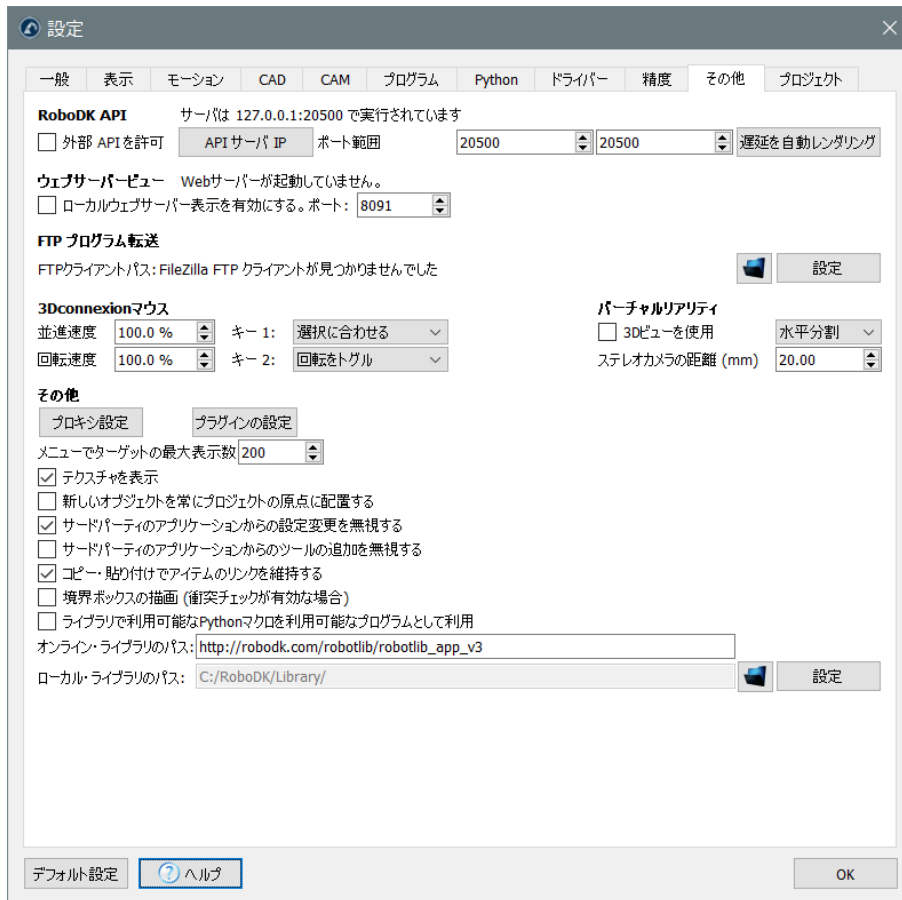 設定
一般 表示 モーション CAD CAM プログラム Python ドライバー 精度 その他 プロジェクト
RoboDK API サーバは 127.0.0.1:20500 で実行されています
外部 APIを許可 APIサーバ IP ポート範囲 20500 20500 遅延を自動レンダリング
ウェブサーバービュー Webサーバーが起動していません。
ローカルウェブサーバー表示を有効にする。ポート: 8091
FTP プログラム転送
FTPクライアントパス: FileZilla FTP クライアントが見つかりませんでした 設定
3Dconnexionマウス バーチャルリアリティ
並進速度 100.0 % キー 1: 選択に合わせる 3Dビューを使用 水平分割
回転速度 100.0 % キー 2: 回転をトグル ステレオカメラの距離 (mm) 20.00
その他
プロキシ設定 プラグインの設定
メニューでターゲットの最大表示数 200
テクスチャを表示
新しいオブジェクトを常にプロジェクトの原点に配置する
サードパーティのアプリケーションからの設定変更を無視する
サードパーティのアプリケーションからのツールの追加を無視する
コピー・貼り付けでアイテムのリンクを維持する
境界ボックスの描画 (衝突チェックが有効な場合)
ライブラリで利用可能なPythonマクロを利用可能なプログラムとして利用
オンライン・ライブラリのパス: http://robodk.com/robotlib/robotlib_app_v3
ローカル・ライブラリのパス: C:/RoboDK/Library/ 設定
デフォルト設定 ヘルプ OK